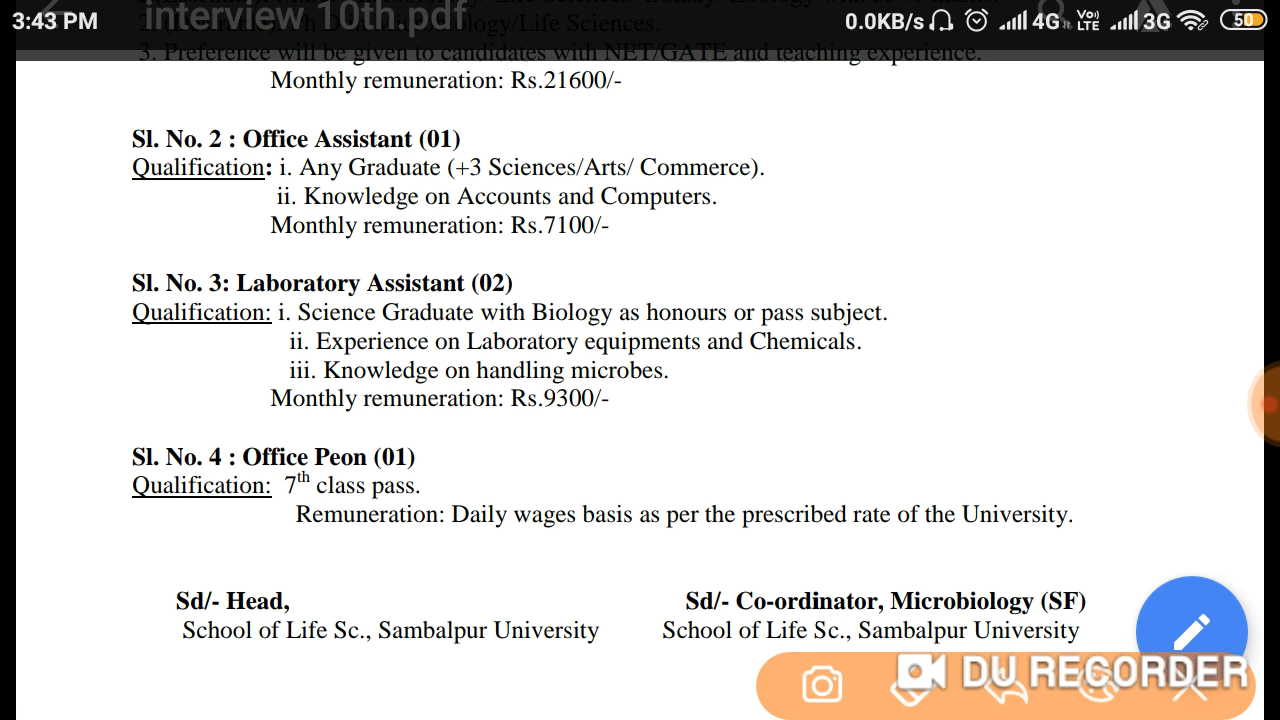 3:43 PM
interview 10th.pdf
0.0KB/s 4G Vo) LTE 3G 50
3. Preference will be given to candidates with NET/GATE and teaching experience.
Monthly remuneration: Rs.21600/-
Sl. No. 2 : Office Assistant (01)
Qualification: i. Any Graduate (+3 Sciences/Arts/ Commerce).
ii. Knowledge on Accounts and Computers.
Monthly remuneration: Rs.7100/-
Sl. No. 3: Laboratory Assistant (02)
Qualification: i. Science Graduate with Biology as honours or pass subject.
ii. Experience on Laboratory equipments and Chemicals.
iii. Knowledge on handling microbes.
Monthly remuneration: Rs.9300/-
Sl. No. 4 : Office Peon (01)
Qualification: 7th class pass.
Remuneration: Daily wages basis as per the prescribed rate of the University.
Sd/- Head,
School of Life Sc., Sambalpur University
Sd/- Co-ordinator, Microbiology (SF)
School of Life Sc., Sambalpur University
DU RECORDER